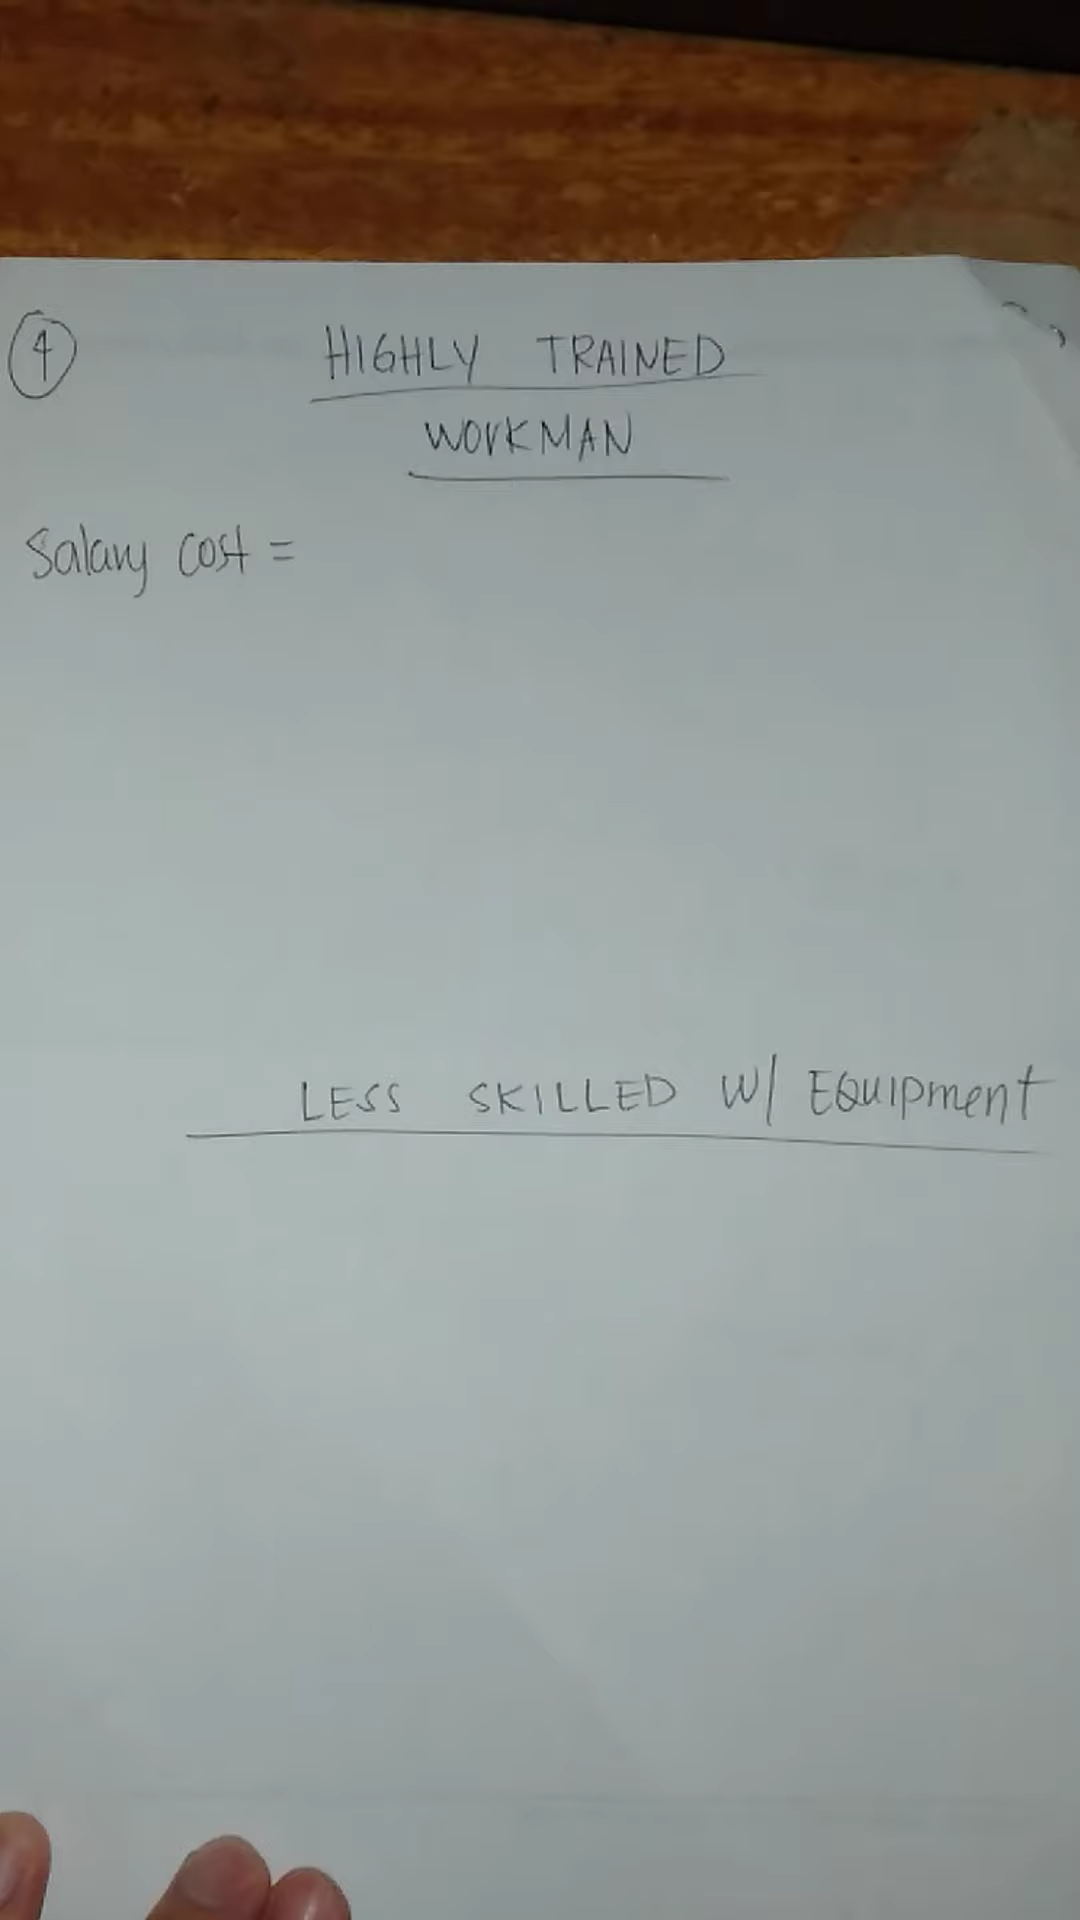 4
HIGHLY TRAINED
WORKMAN
Salary cost =
LESS SKILLED W/ EQuipment